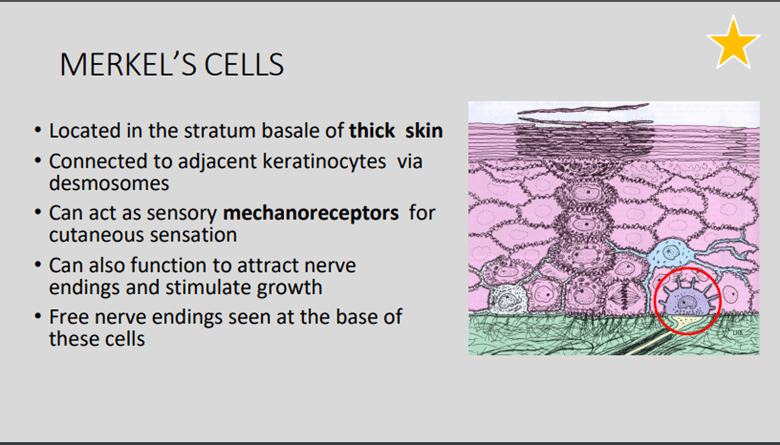 MERKEL’S CELLS
• Located in the stratum basale of thick skin
• Connected to adjacent keratinocytes via
desmosomes
• Can act as sensory mechanoreceptors for
cutaneous sensation
• Can also function to attract nerve
endings and stimulate growth
• Free nerve endings seen at the base of
these cells